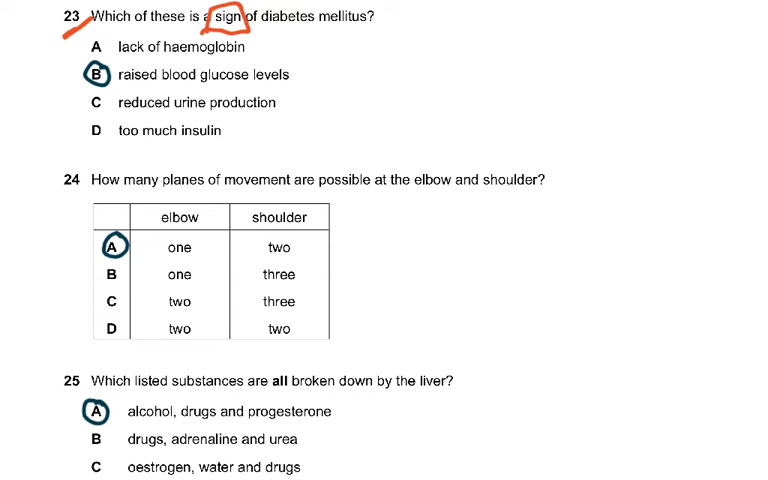 23 Which of these is a sign of diabetes mellitus?
A lack of haemoglobin
B raised blood glucose levels
C reduced urine production
D too much insulin
24 How many planes of movement are possible at the elbow and shoulder?
elbow shoulder
A one two
B one three
C two three
D two two
25 Which listed substances are all broken down by the liver?
A alcohol, drugs and progesterone
B drugs, adrenaline and urea
C oestrogen, water and drugs